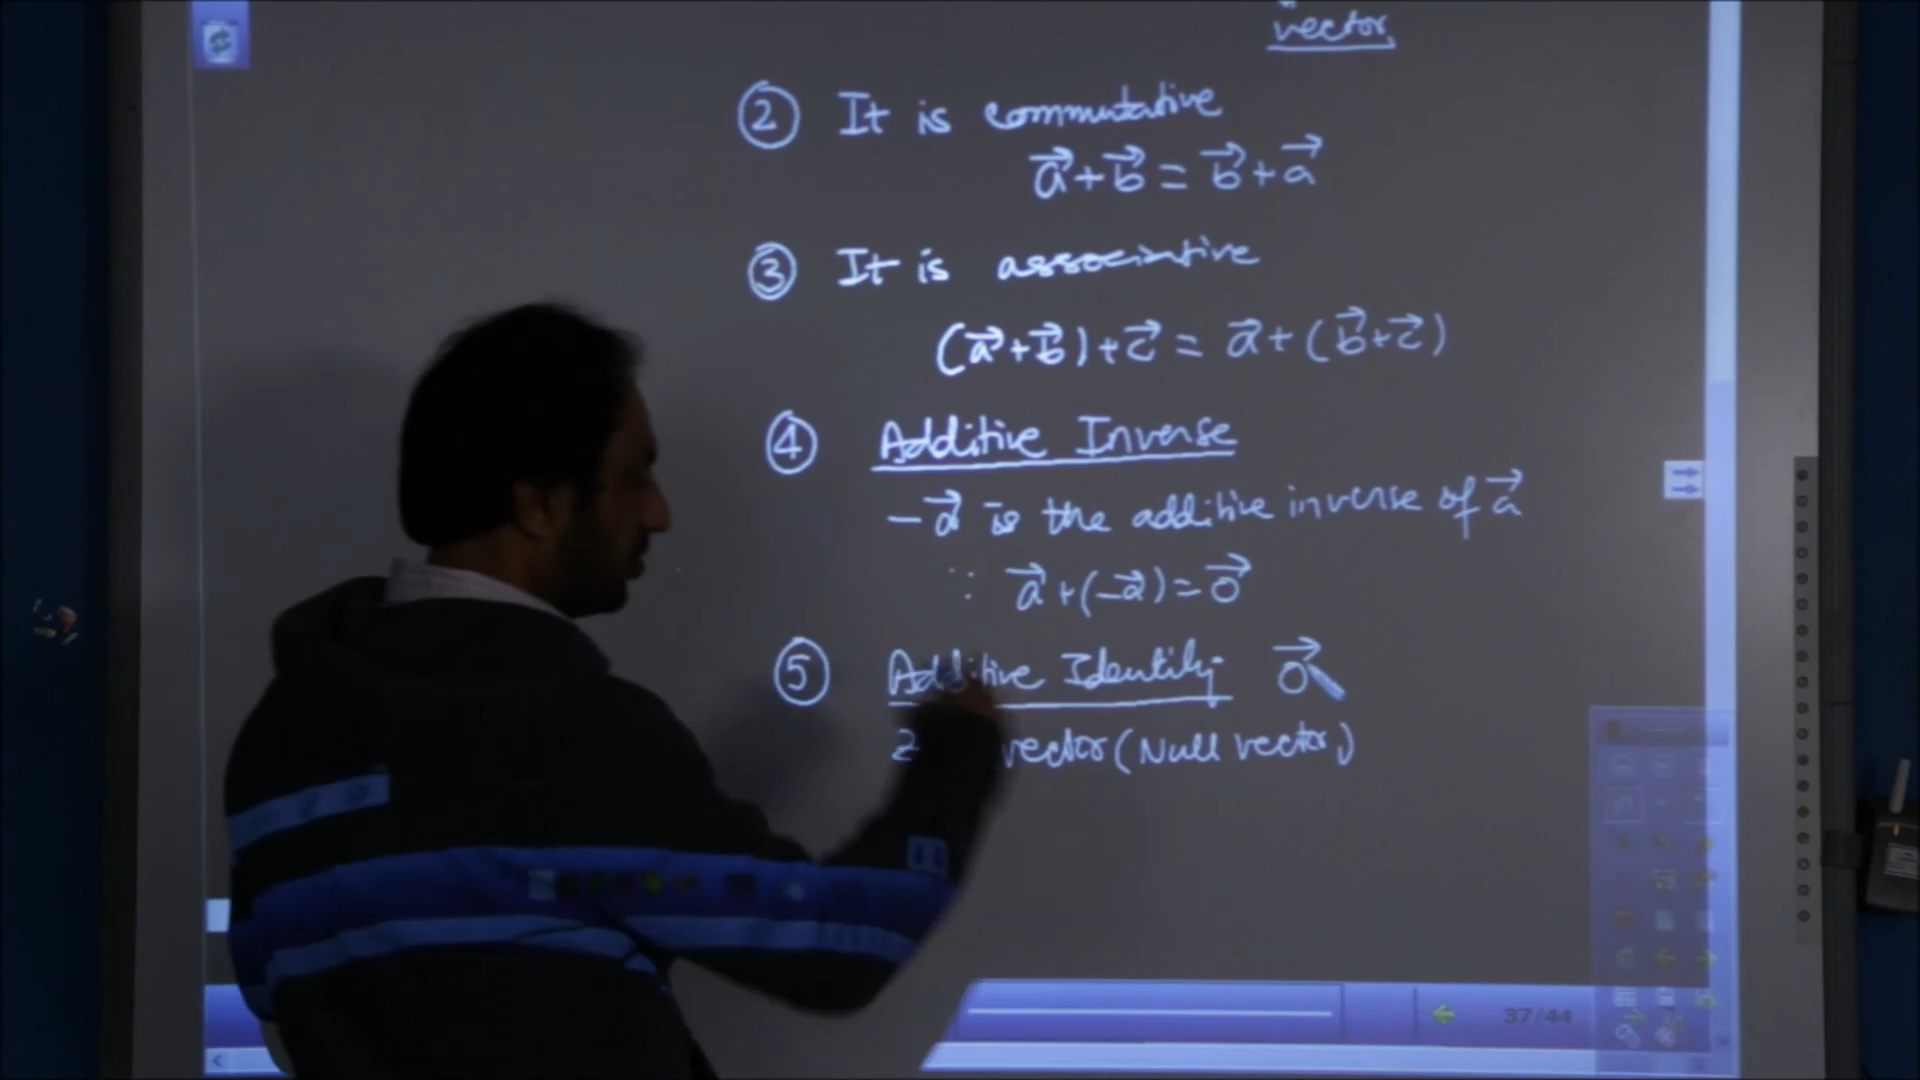 vector,
② It is commutative
a⃗ + b⃗ = b⃗ + a⃗
③ It is associative
(a⃗ + b⃗) + c⃗ = a⃗ + (b⃗ + c⃗)
④ Additive Inverse
−a⃗ is the additive inverse of a⃗
∵ a⃗ + (−a⃗) = 0⃗
⑤ Additive Identity 0⃗
vector (Null vector)
37/44